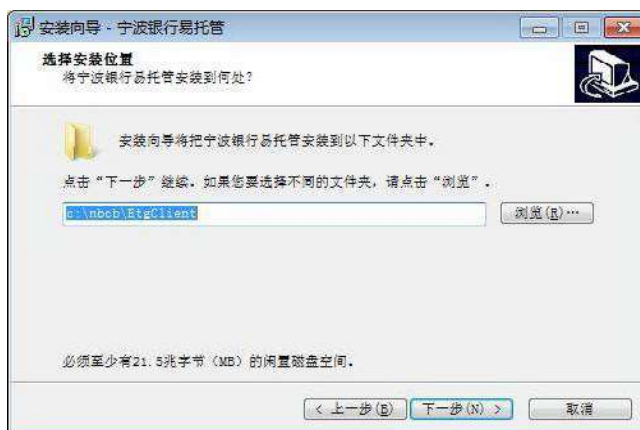 安装向导 - 宁波银行易托管
选择安装位置
将宁波银行易托管安装到何处?
安装向导将把宁波银行易托管安装到以下文件夹中。
点击“下一步”继续。如果您要选择不同的文件夹，请点击“浏览”。
c:\nbcb\EtgClient
浏览(R)…
必须至少有21.5兆字节（MB）的闲置磁盘空间。
< 上一步(B) 下一步(N) > 取消